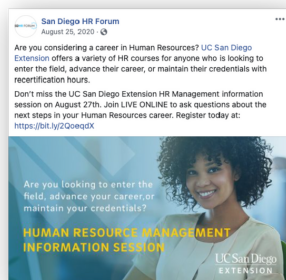 San Diego HR Forum
August 25, 2020 ·
Are you considering a career in Human Resources? UC San Diego
Extension offers a variety of HR courses for anyone who is looking to
enter the field, advance their career, or maintain their credentials with
recertification hours.
Don't miss the UC San Diego Extension HR Management information
session on August 27th. Join LIVE ONLINE to ask questions about the
next steps in your Human Resources career. Register today at:
https://bit.ly/2QoeqdX
Are you looking to enter the
field, advance your career,or
maintain your credentials?
HUMAN RESOURCE MANAGEMENT
INFORMATION SESSION
UC San Diego
EXTENSION